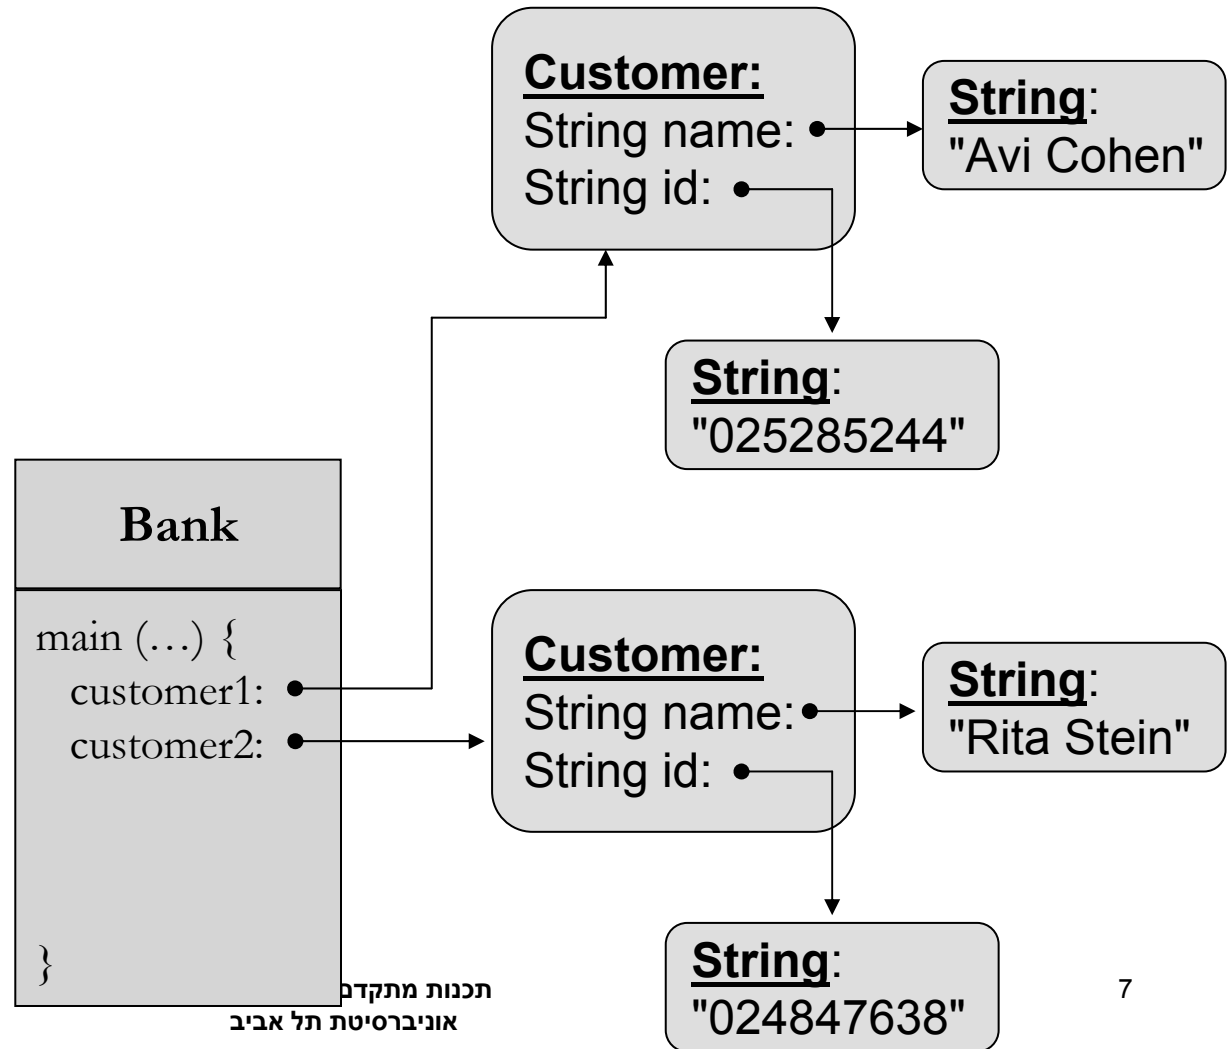 Customer:
String name:
String id:
String:
"Avi Cohen"
String:
"025285244"
Bank
main (…) {
customer1:
customer2:
}
Customer:
String name:
String id:
String:
"Rita Stein"
String:
"024847638"
תכנות מתקדם
אוניברסיטת תל אביב
7